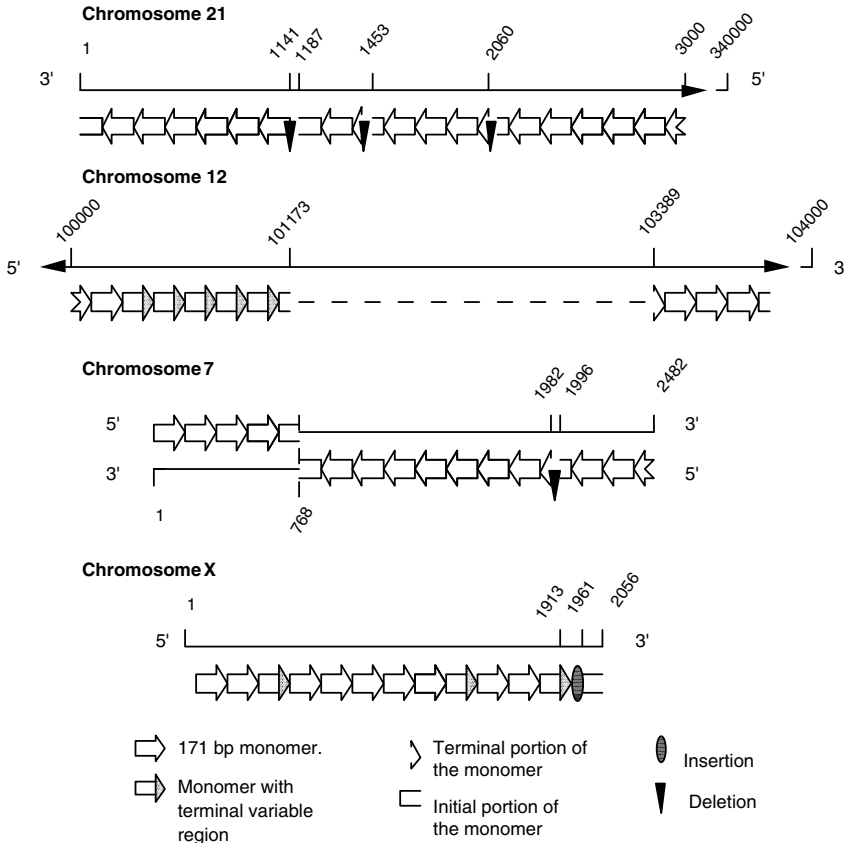 Chromosome 21
1
1141
1187
1453
2060
3000
340000
3'
5'
Chromosome 12
100000
101173
103389
104000
5'
3
Chromosome 7
1982
1996
2482
5'
3'
3'
5'
1
768
Chromosome X
1
1913
1961
2056
5'
3'
171 bp monomer.
Monomer with
terminal variable
region
Terminal portion of
the monomer
Initial portion of
the monomer
Insertion
Deletion